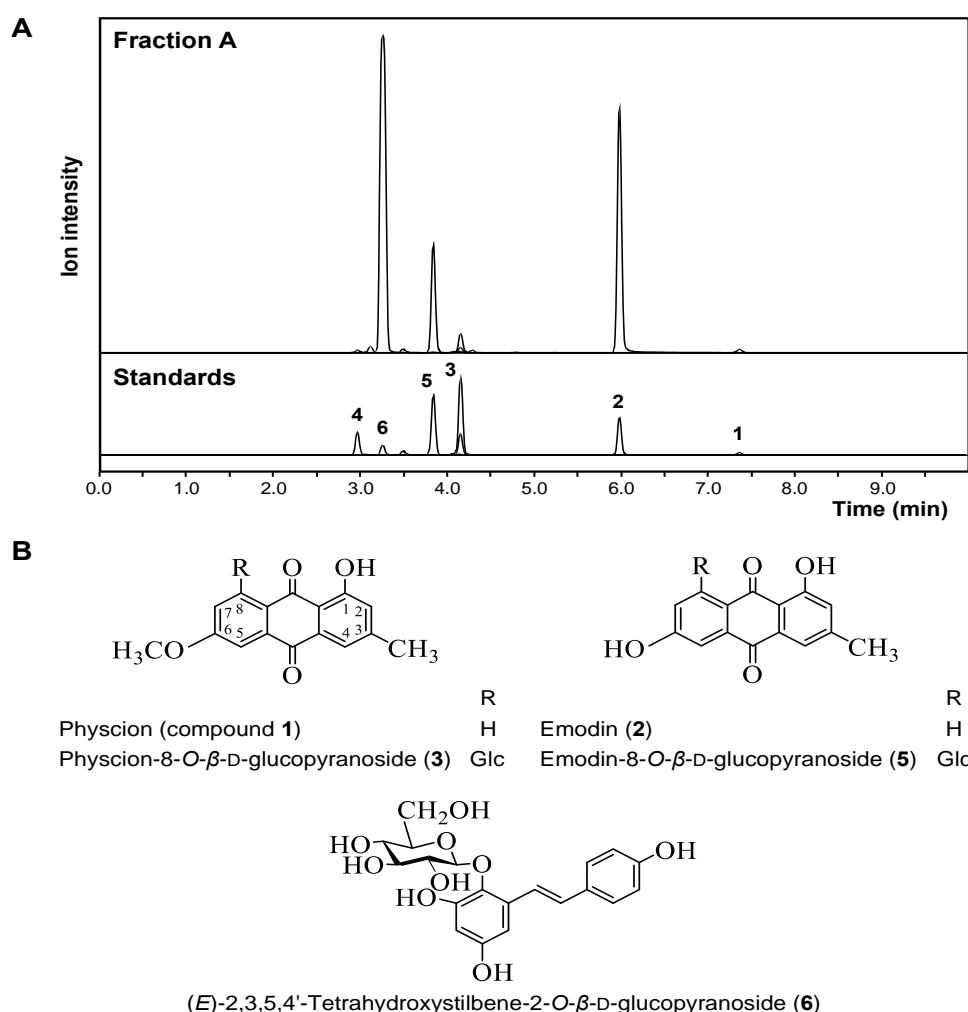 A
Fraction A
Ion intensity
Standards
4
6
5
3
2
1
0.0 1.0 2.0 3.0 4.0 5.0 6.0 7.0 8.0 9.0
Time (min)
B
R O OH
8 1
7 2
6 3
5 4
H₃CO O CH₃
R
Physcion (compound 1) H
Physcion-8-O-β-D-glucopyranoside (3) Glc
R O OH
HO O CH₃
R
Emodin (2) H
Emodin-8-O-β-D-glucopyranoside (5) Glc
CH₂OH
HO O
HO O OH
OH
HO
OH
(E)-2,3,5,4'-Tetrahydroxystilbene-2-O-β-D-glucopyranoside (6)